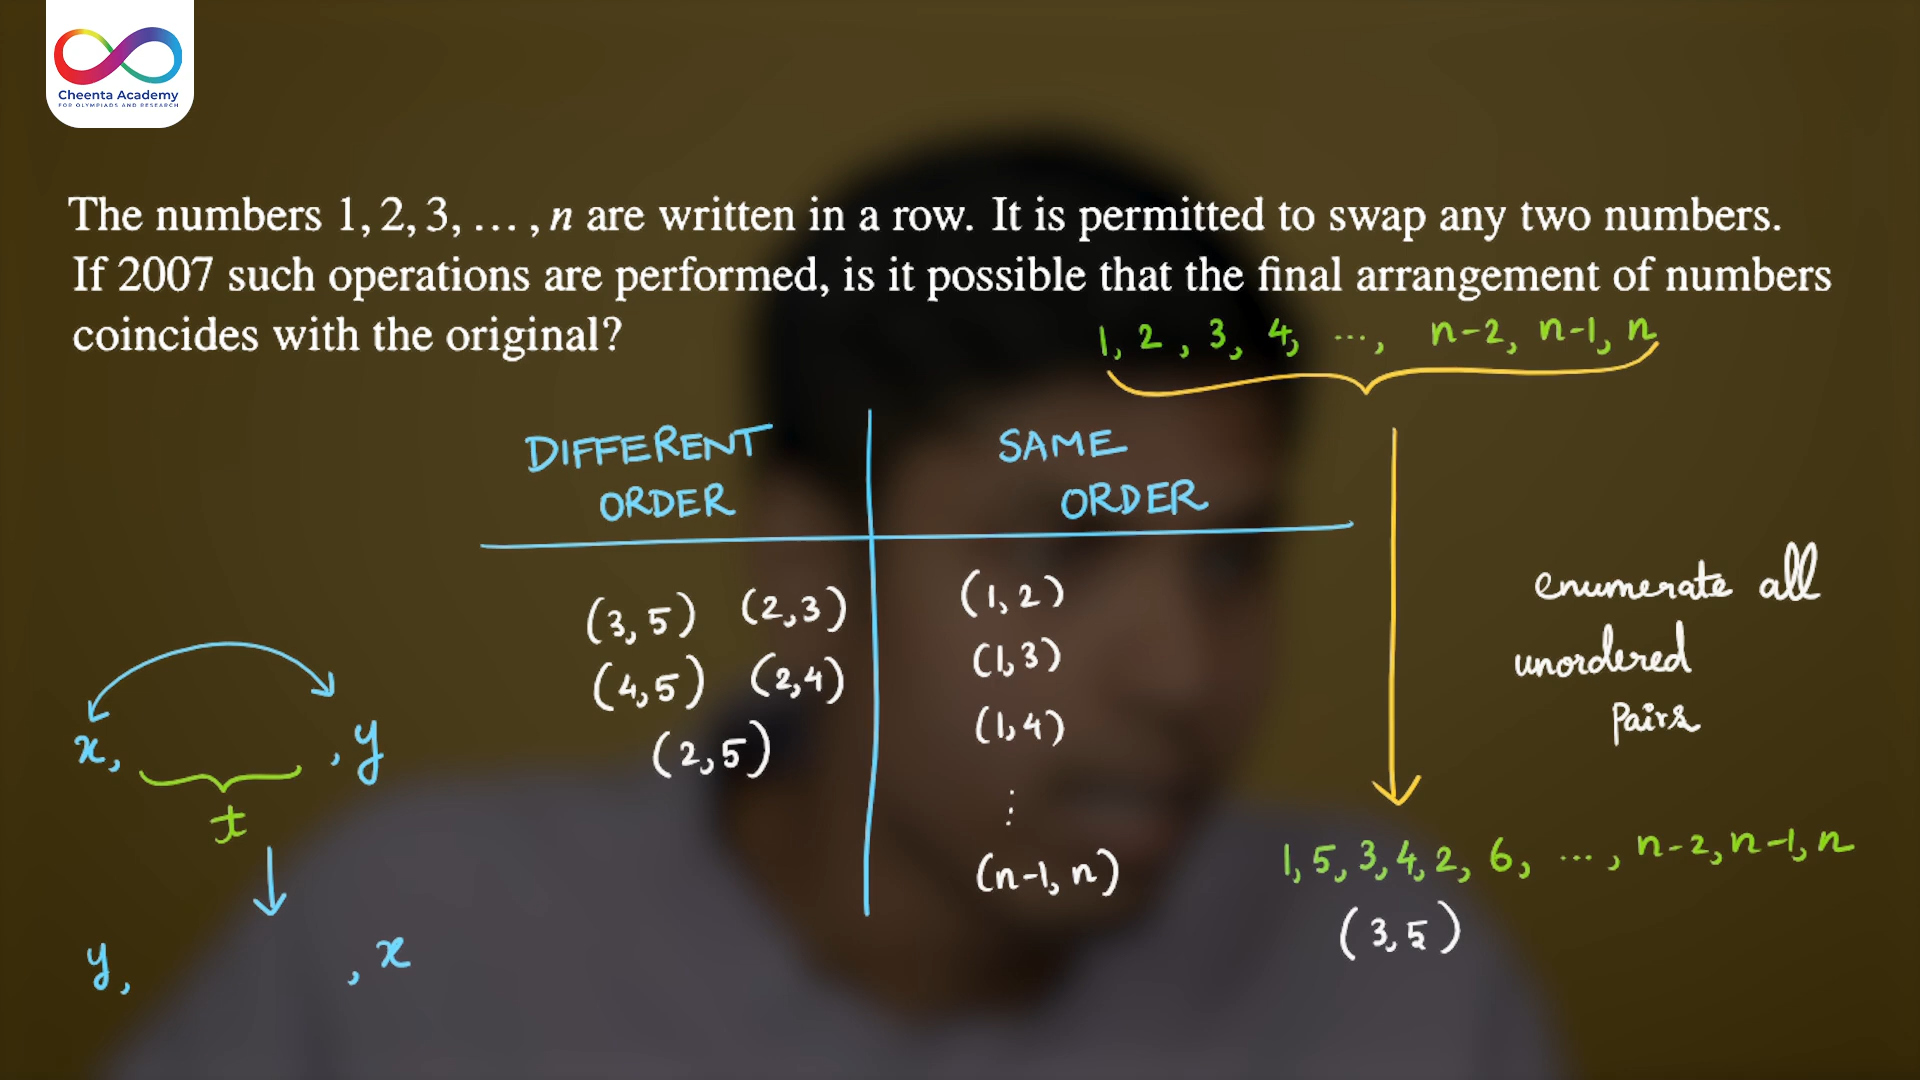 Cheenta Academy
FOR OLYMPIADS AND RESEARCH
The numbers 1, 2, 3, … , n are written in a row. It is permitted to swap any two numbers.
If 2007 such operations are performed, is it possible that the final arrangement of numbers
coincides with the original?
1, 2, 3, 4, ..., n-2, n-1, n
DIFFERENT
ORDER
SAME
ORDER
(3, 5) (2,3)
(4,5) (2,4)
(2,5)
(1, 2)
(1,3)
(1,4)
⋮
(n-1, n)
enumerate all
unordered
pairs
x, , y
t
y, , x
1, 5, 3, 4, 2, 6, ..., n-2, n-1, n
(3,5)